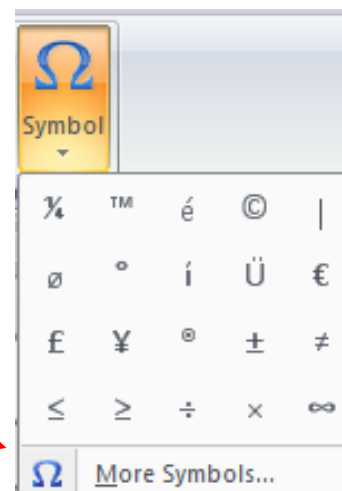 Ω
Symbol
¼ ™ é © |
ø ° í Ü €
£ ¥ ® ± ≠
≤ ≥ ÷ × ∞
Ω More Symbols...